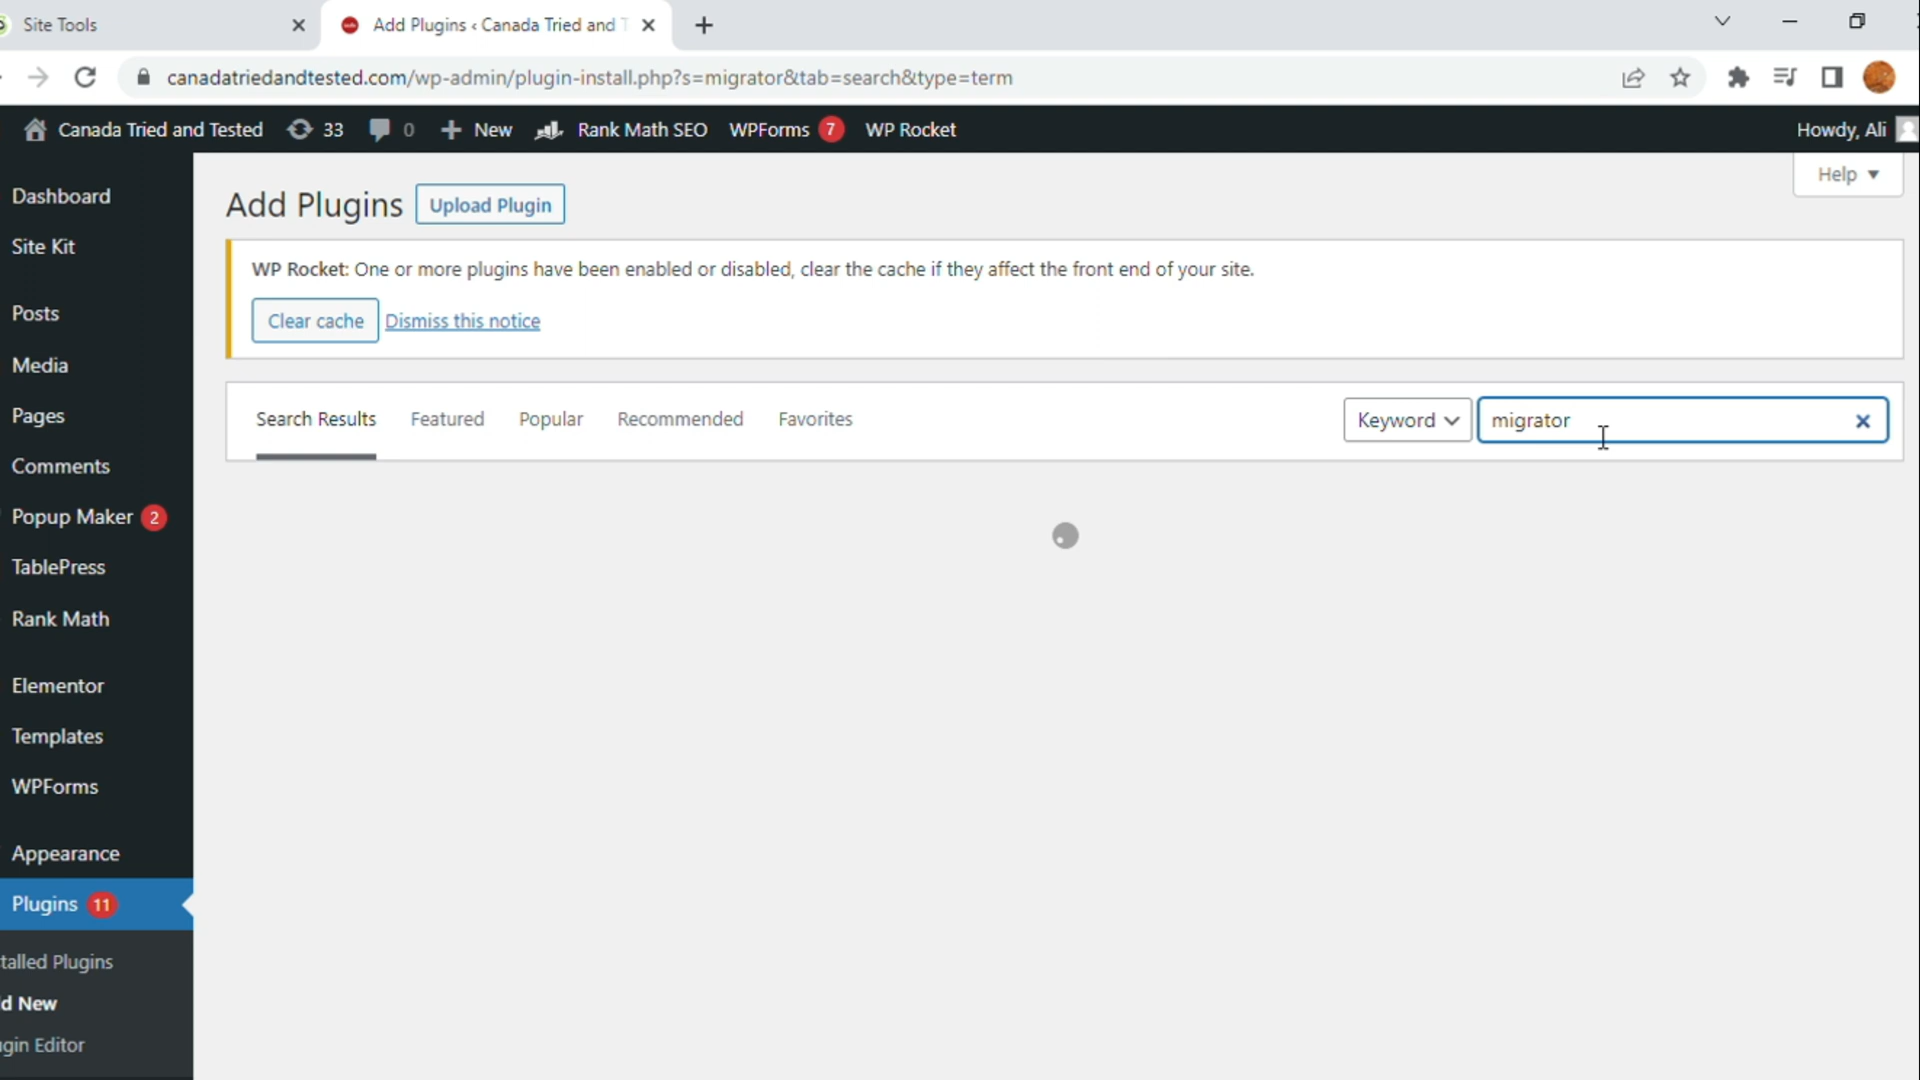 Site Tools
Add Plugins ‹ Canada Tried and T
canadatriedandtested.com/wp-admin/plugin-install.php?s=migrator&tab=search&type=term
Canada Tried and Tested 33 0 New Rank Math SEO WPForms 7 WP Rocket Howdy, Ali
Help
Dashboard
Site Kit
Posts
Media
Pages
Comments
Popup Maker 2
TablePress
Rank Math
Elementor
Templates
WPForms
Appearance
Plugins 11
talled Plugins
d New
gin Editor
Add Plugins Upload Plugin
WP Rocket: One or more plugins have been enabled or disabled, clear the cache if they affect the front end of your site.
Clear cache Dismiss this notice
Search Results Featured Popular Recommended Favorites Keyword migrator